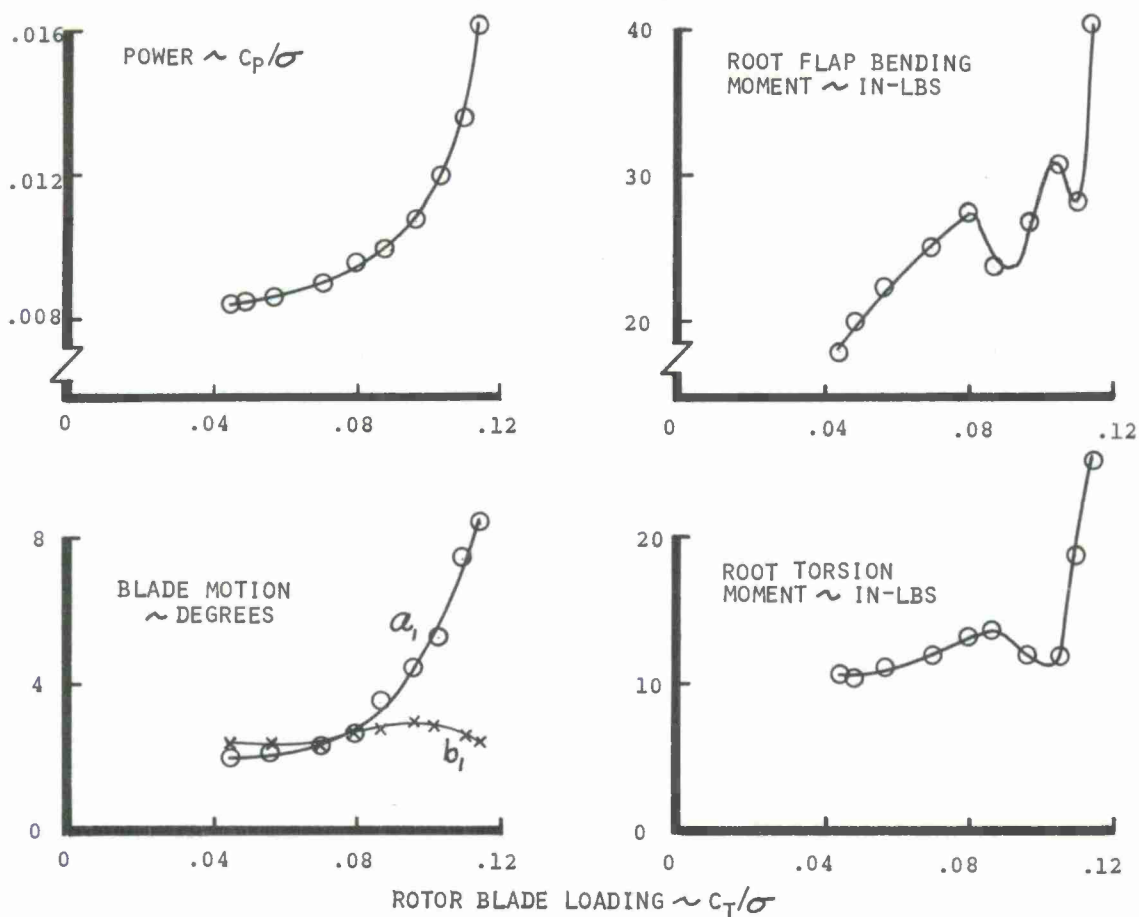 POWER ~ CP/σ
.016
.012
.008
0
.04
.08
.12
ROOT FLAP BENDING
MOMENT ~ IN-LBS
40
30
20
0
.04
.08
.12
BLADE MOTION
~ DEGREES
8
4
0
a1
b1
0
.04
.08
.12
ROOT TORSION
MOMENT ~ IN-LBS
20
10
0
0
.04
.08
.12
ROTOR BLADE LOADING ~ CT/σ